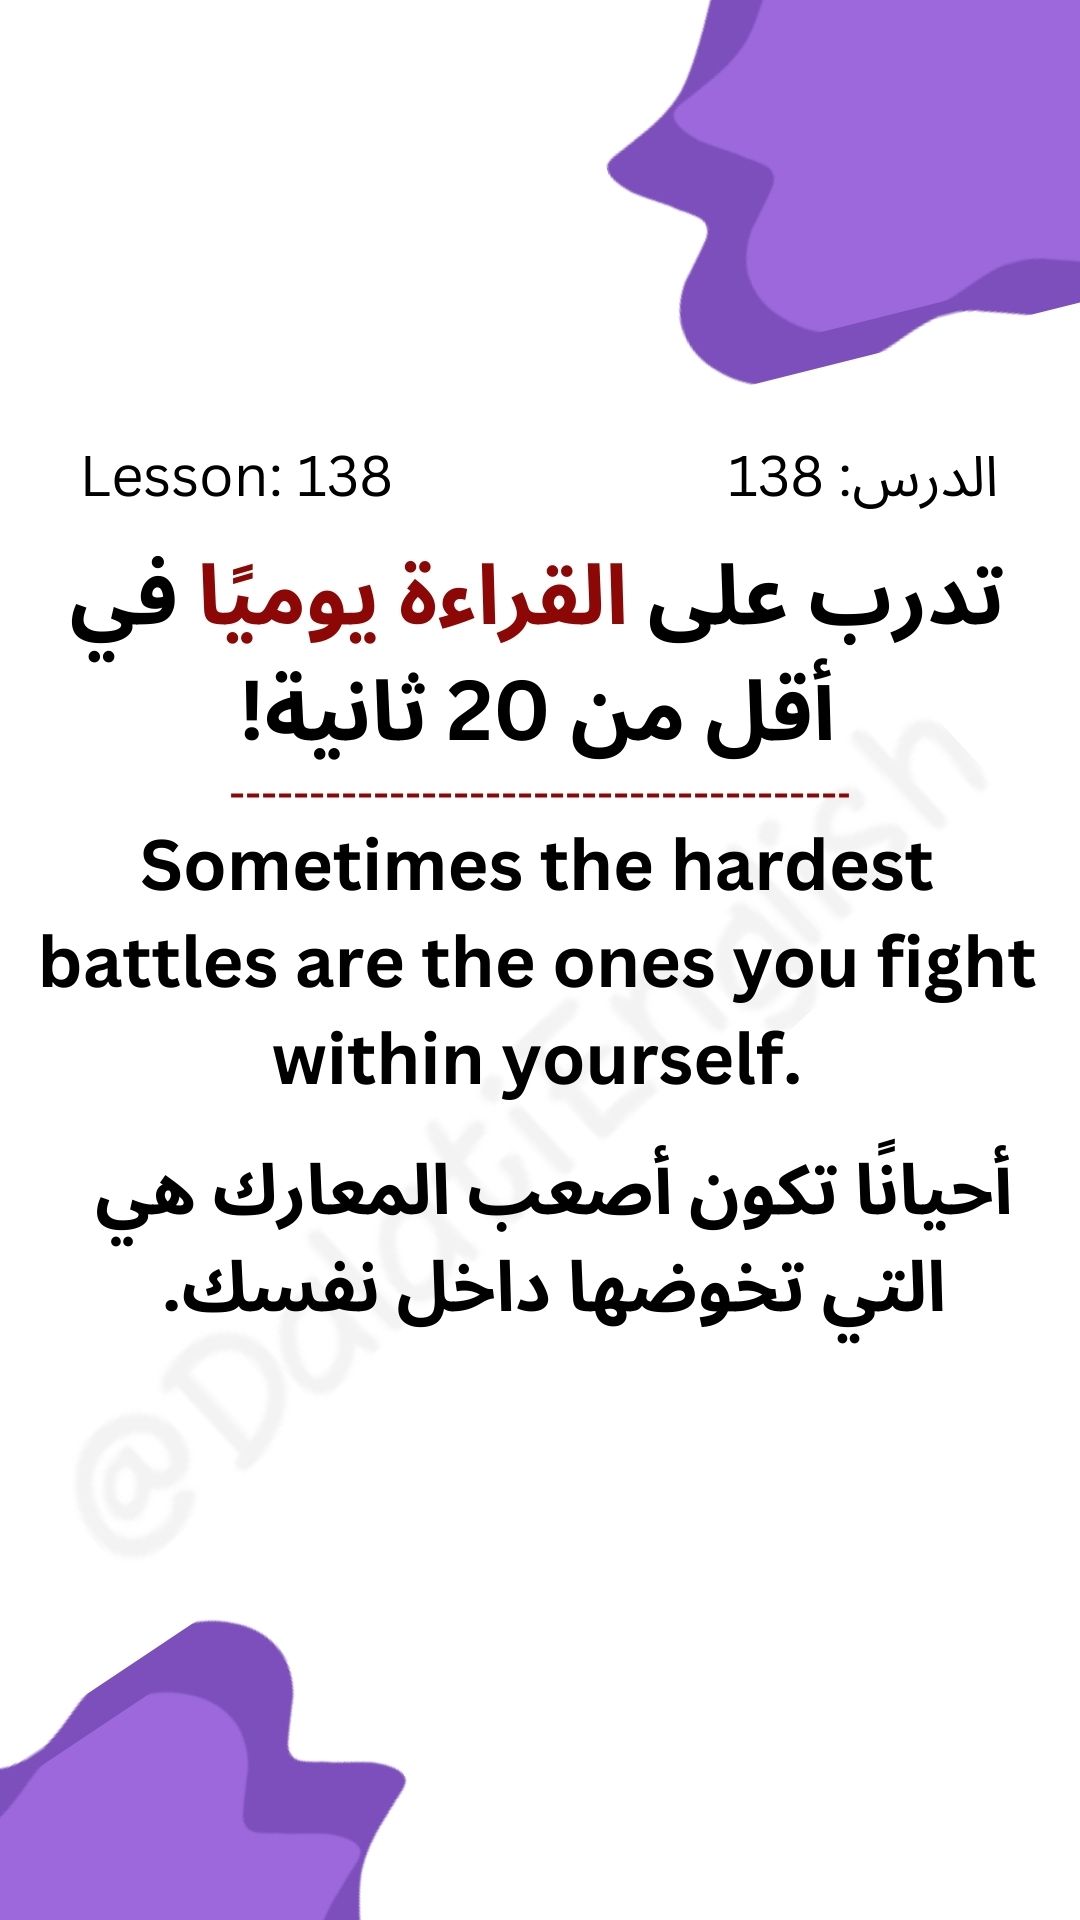 Lesson: 138
الدرس: 138
تدرب على القراءة يوميًا في
أقل من 20 ثانية!
--------------------------------------
Sometimes the hardest
battles are the ones you fight
within yourself.
أحيانًا تكون أصعب المعارك هي
التي تخوضها داخل نفسك.
@DdatiEnglish